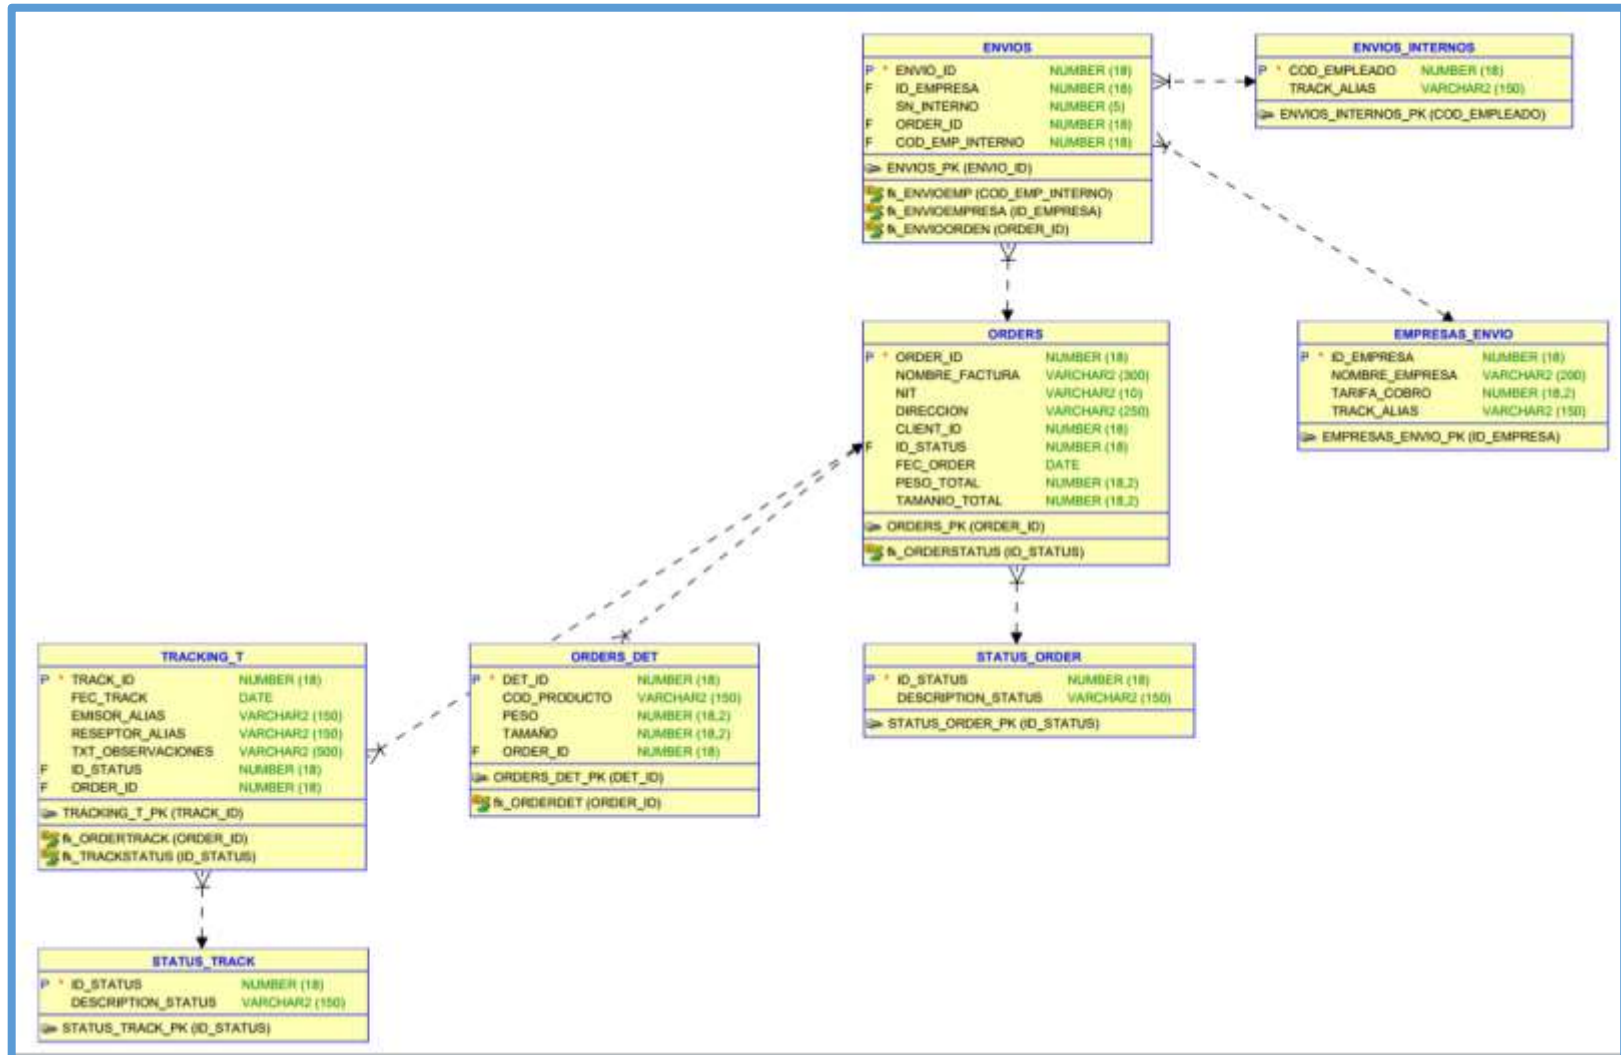 ENVIOS
P * ENVIO_ID NUMBER (18)
F ID_EMPRESA NUMBER (18)
SN_INTERNO NUMBER (5)
F ORDER_ID NUMBER (18)
F COD_EMP_INTERNO NUMBER (18)
ENVIOS_PK (ENVIO_ID)
fk_ENVIOEMP (COD_EMP_INTERNO)
fk_ENVIOEMPRESA (ID_EMPRESA)
fk_ENVIOORDEN (ORDER_ID)
ENVIOS_INTERNOS
P * COD_EMPLEADO NUMBER (18)
TRACK_ALIAS VARCHAR2 (150)
ENVIOS_INTERNOS_PK (COD_EMPLEADO)
ORDERS
P * ORDER_ID NUMBER (18)
NOMBRE_FACTURA VARCHAR2 (300)
NIT VARCHAR2 (10)
DIRECCION VARCHAR2 (250)
CLIENT_ID NUMBER (18)
F ID_STATUS NUMBER (18)
FEC_ORDER DATE
PESO_TOTAL NUMBER (18,2)
TAMANIO_TOTAL NUMBER (18,2)
ORDERS_PK (ORDER_ID)
fk_ORDERSTATUS (ID_STATUS)
EMPRESAS_ENVIO
P * ID_EMPRESA NUMBER (18)
NOMBRE_EMPRESA VARCHAR2 (200)
TARIFA_COBRO NUMBER (18,2)
TRACK_ALIAS VARCHAR2 (150)
EMPRESAS_ENVIO_PK (ID_EMPRESA)
TRACKING_T
P * TRACK_ID NUMBER (18)
FEC_TRACK DATE
EMISOR_ALIAS VARCHAR2 (150)
RESEPTOR_ALIAS VARCHAR2 (150)
TXT_OBSERVACIONES VARCHAR2 (500)
F ID_STATUS NUMBER (18)
F ORDER_ID NUMBER (18)
TRACKING_T_PK (TRACK_ID)
fk_ORDERTRACK (ORDER_ID)
fk_TRACKSTATUS (ID_STATUS)
ORDERS_DET
P * DET_ID NUMBER (18)
COD_PRODUCTO VARCHAR2 (150)
PESO NUMBER (18,2)
TAMAÑO NUMBER (18,2)
F ORDER_ID NUMBER (18)
ORDERS_DET_PK (DET_ID)
fk_ORDERDET (ORDER_ID)
STATUS_ORDER
P * ID_STATUS NUMBER (18)
DESCRIPTION_STATUS VARCHAR2 (150)
STATUS_ORDER_PK (ID_STATUS)
STATUS_TRACK
P * ID_STATUS NUMBER (18)
DESCRIPTION_STATUS VARCHAR2 (150)
STATUS_TRACK_PK (ID_STATUS)